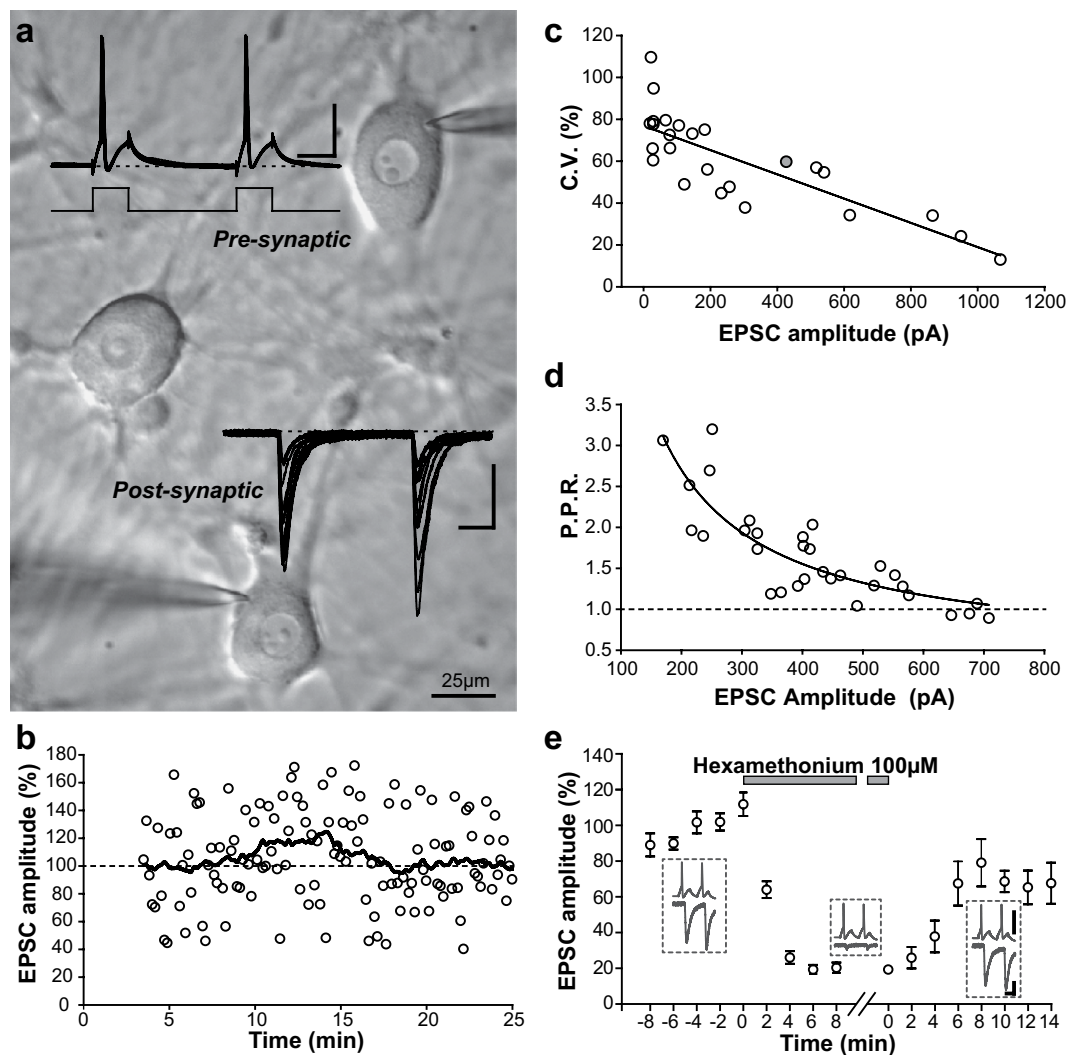 a
Pre-synaptic
Post-synaptic
25µm
b
EPSC amplitude (%)
180
160
140
120
100
80
60
40
20
0
0 5 10 15 20 25
Time (min)
c
C.V. (%)
120
100
80
60
40
20
0
0 200 400 600 800 1000 1200
EPSC amplitude (pA)
d
P.P.R.
3.5
3.0
2.5
2.0
1.5
1.0
0.5
100 200 300 400 500 600 700 800
EPSC Amplitude (pA)
e
EPSC amplitude (%)
140
120
100
80
60
40
20
0
Hexamethonium 100µM
-8 -6 -4 -2 0 2 4 6 8 0 2 4 6 8 10 12 14
Time (min)